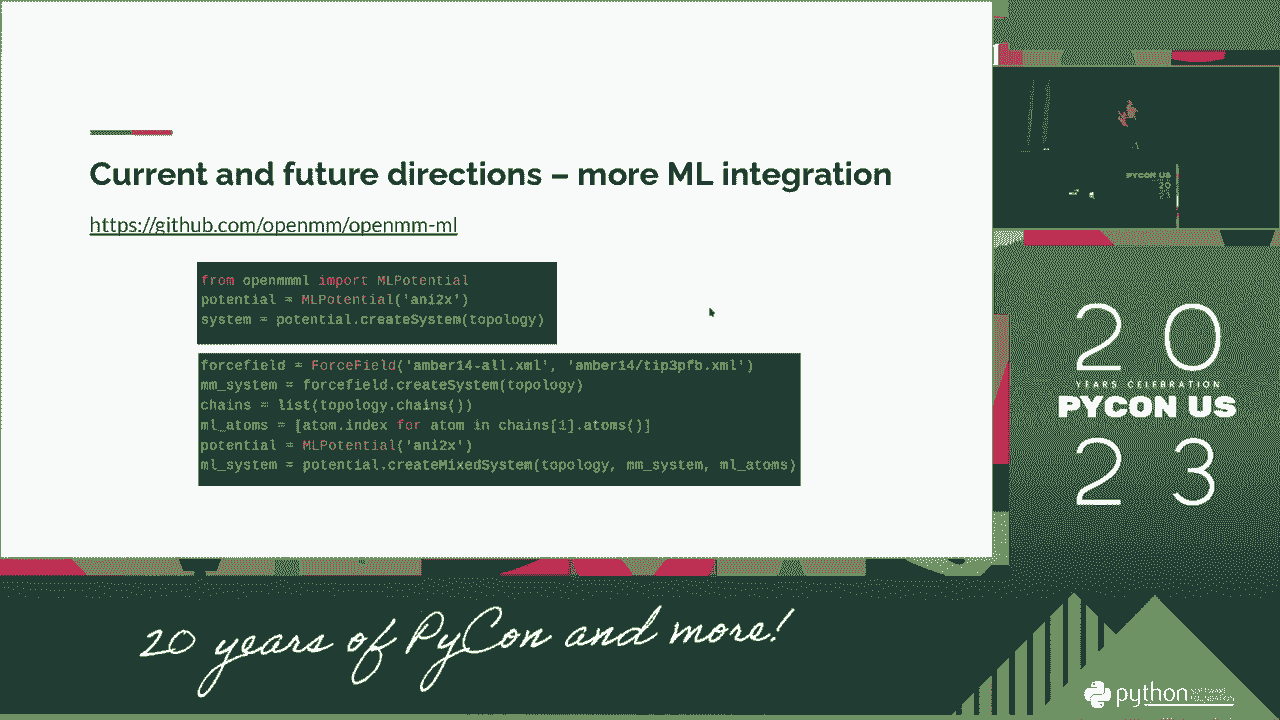 Current and future directions – more ML integration
https://github.com/openmm/openmm-ml
from openmmml import MLPotential
potential = MLPotential('ani2x')
system = potential.createSystem(topology)
forcefield = ForceField('amber14-all.xml', 'amber14/tip3pfb.xml')
mm_system = forcefield.createSystem(topology)
chains = list(topology.chains())
ml_atoms = [atom.index for atom in chains[1].atoms()]
potential = MLPotential('ani2x')
ml_system = potential.createMixedSystem(topology, mm_system, ml_atoms)
PYCON US
20
YEARS CELEBRATION
PYCON US
23
20 years of PyCon and more!
python